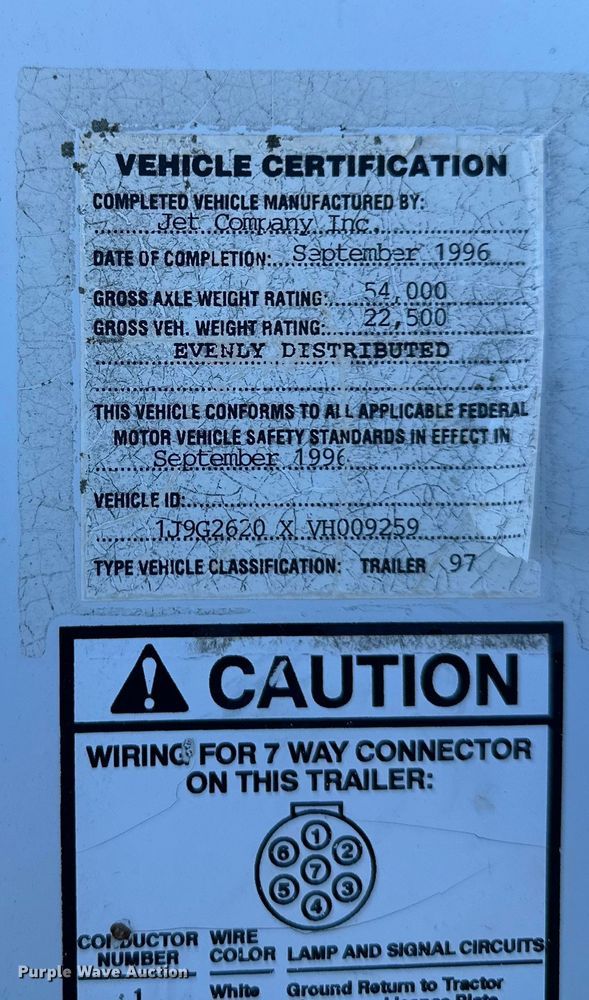 VEHICLE CERTIFICATION
COMPLETED VEHICLE MANUFACTURED BY:
Jet Company Inc.
DATE OF COMPLETION: September 1996
GROSS AXLE WEIGHT RATING: 54,000
GROSS VEH. WEIGHT RATING: 22,500
EVENLY DISTRIBUTED
THIS VEHICLE CONFORMS TO ALL APPLICABLE FEDERAL
MOTOR VEHICLE SAFETY STANDARDS IN EFFECT IN
September 1996
VEHICLE ID:
1J9G2620 X VH009259
TYPE VEHICLE CLASSIFICATION: TRAILER 97
CAUTION
WIRING FOR 7 WAY CONNECTOR
ON THIS TRAILER:
1
6 2
7
5 3
4
CONDUCTOR NUMBER WIRE COLOR LAMP AND SIGNAL CIRCUITS
1 White Ground Return to Tractor
Purple Wave Auction